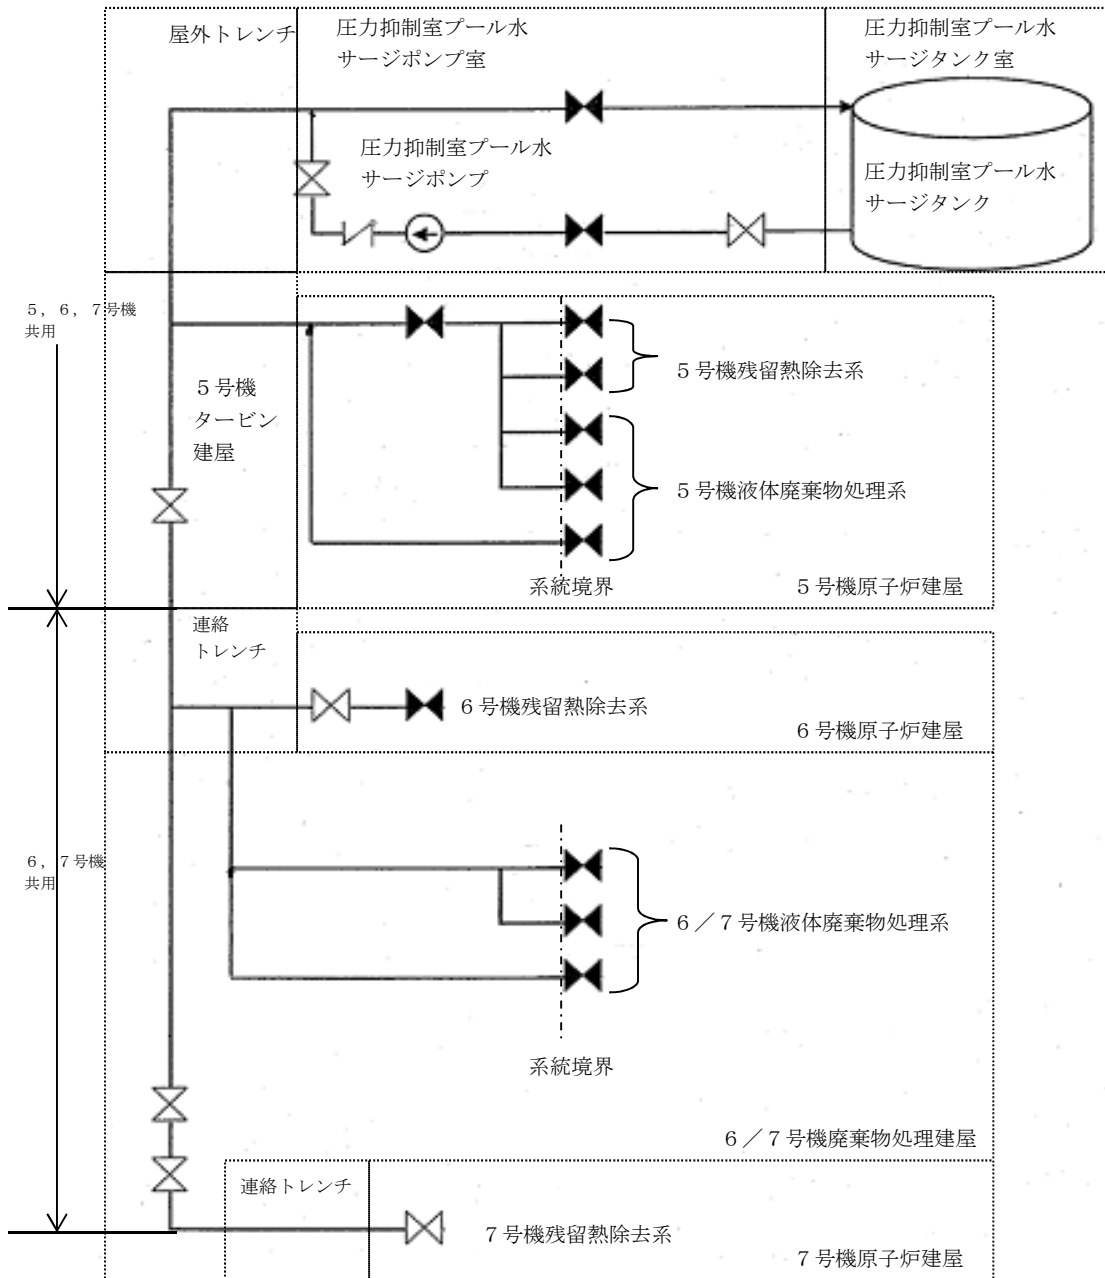 屋外トレンチ
圧力抑制室プール水
サージポンプ室
圧力抑制室プール水
サージタンク室
圧力抑制室プール水
サージポンプ
圧力抑制室プール水
サージタンク
５，６，７号機
共用
５号機
タービン
建屋
５号機残留熱除去系
５号機液体廃棄物処理系
系統境界
５号機原子炉建屋
連絡
トレンチ
６号機残留熱除去系
６号機原子炉建屋
６，７号機
共用
６／７号機液体廃棄物処理系
系統境界
６／７号機廃棄物処理建屋
連絡トレンチ
７号機残留熱除去系
７号機原子炉建屋